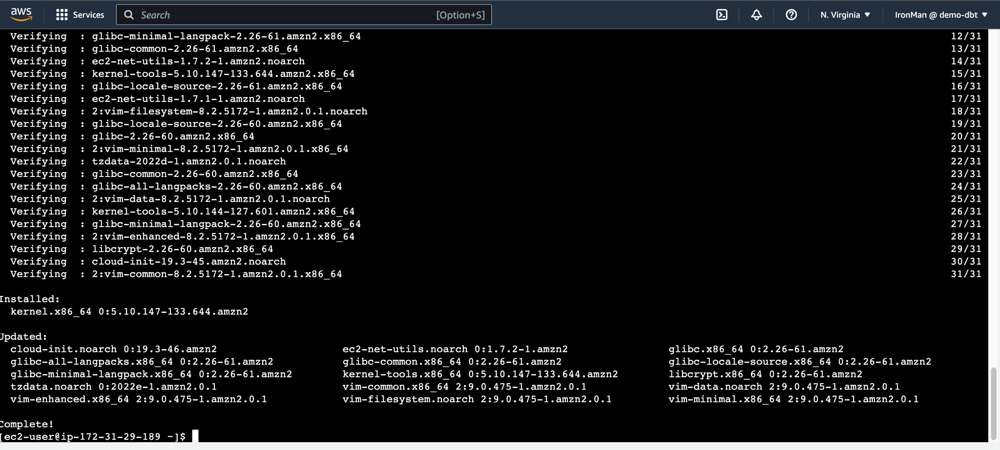 aws Services Search [Option+S] N. Virginia IronMan @ demo-dbt
Verifying : glibc-minimal-langpack-2.26-61.amzn2.x86_64 12/31
Verifying : glibc-common-2.26-61.amzn2.x86_64 13/31
Verifying : ec2-net-utils-1.7.2-1.amzn2.noarch 14/31
Verifying : kernel-tools-5.10.147-133.644.amzn2.x86_64 15/31
Verifying : glibc-locale-source-2.26-61.amzn2.x86_64 16/31
Verifying : ec2-net-utils-1.7.1-1.amzn2.noarch 17/31
Verifying : 2:vim-filesystem-8.2.5172-1.amzn2.0.1.noarch 18/31
Verifying : glibc-locale-source-2.26-60.amzn2.x86_64 19/31
Verifying : glibc-2.26-60.amzn2.x86_64 20/31
Verifying : 2:vim-minimal-8.2.5172-1.amzn2.0.1.x86_64 21/31
Verifying : tzdata-2022d-1.amzn2.0.1.noarch 22/31
Verifying : glibc-common-2.26-60.amzn2.x86_64 23/31
Verifying : glibc-all-langpacks-2.26-60.amzn2.x86_64 24/31
Verifying : 2:vim-data-8.2.5172-1.amzn2.0.1.noarch 25/31
Verifying : kernel-tools-5.10.144-127.601.amzn2.x86_64 26/31
Verifying : glibc-minimal-langpack-2.26-60.amzn2.x86_64 27/31
Verifying : 2:vim-enhanced-8.2.5172-1.amzn2.0.1.x86_64 28/31
Verifying : libcrypt-2.26-60.amzn2.x86_64 29/31
Verifying : cloud-init-19.3-45.amzn2.noarch 30/31
Verifying : 2:vim-common-8.2.5172-1.amzn2.0.1.x86_64 31/31
Installed:
kernel.x86_64 0:5.10.147-133.644.amzn2
Updated:
cloud-init.noarch 0:19.3-46.amzn2 ec2-net-utils.noarch 0:1.7.2-1.amzn2 glibc.x86_64 0:2.26-61.amzn2
glibc-all-langpacks.x86_64 0:2.26-61.amzn2 glibc-common.x86_64 0:2.26-61.amzn2 glibc-locale-source.x86_64 0:2.26-61.amzn2
glibc-minimal-langpack.x86_64 0:2.26-61.amzn2 kernel-tools.x86_64 0:5.10.147-133.644.amzn2 libcrypt.x86_64 0:2.26-61.amzn2
tzdata.noarch 0:2022e-1.amzn2.0.1 vim-common.x86_64 2:9.0.475-1.amzn2.0.1 vim-data.noarch 2:9.0.475-1.amzn2.0.1
vim-enhanced.x86_64 2:9.0.475-1.amzn2.0.1 vim-filesystem.noarch 2:9.0.475-1.amzn2.0.1 vim-minimal.x86_64 2:9.0.475-1.amzn2.0.1
Complete!
[ec2-user@ip-172-31-29-189 ~]$